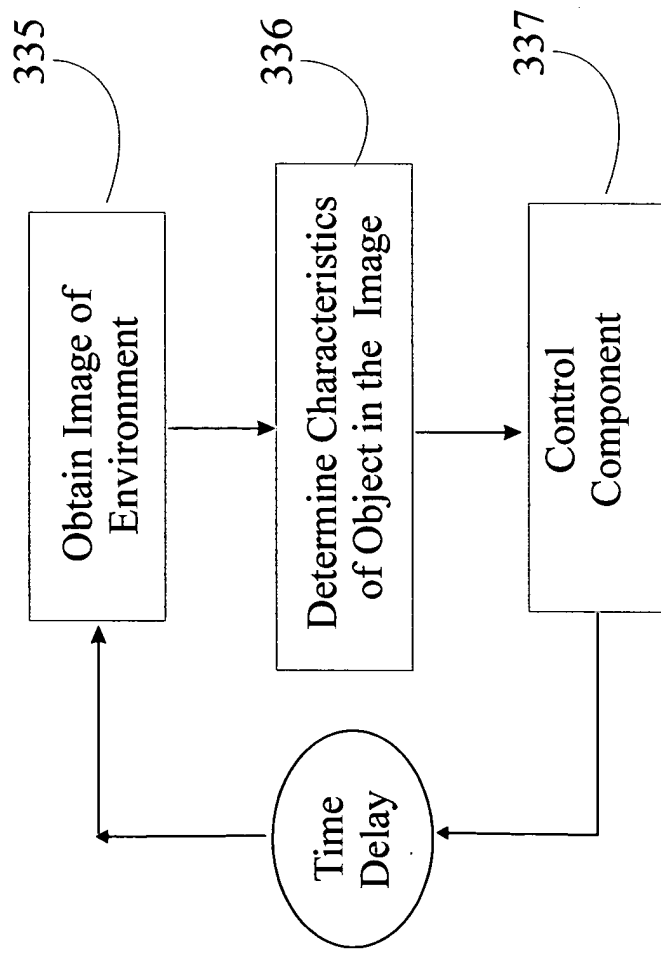 335
Obtain Image of
Environment
336
Determine Characteristics
of Object in the Image
337
Control
Component
Time
Delay